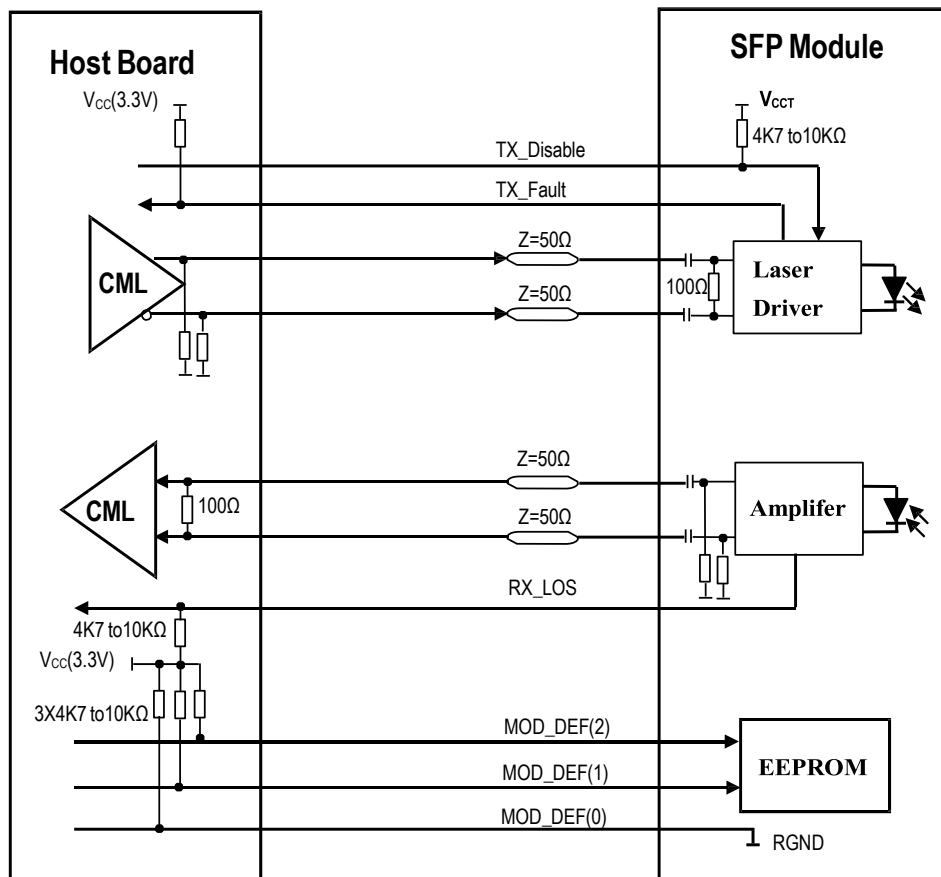 Host Board
SFP Module
VCC(3.3V)
VCCT
4K7 to10KΩ
TX_Disable
TX_Fault
CML
Z=50Ω
Z=50Ω
100Ω
Laser
Driver
CML
100Ω
Z=50Ω
Z=50Ω
Amplifer
RX_LOS
4K7 to10KΩ
VCC(3.3V)
3X4K7 to10KΩ
MOD_DEF(2)
MOD_DEF(1)
MOD_DEF(0)
EEPROM
RGND